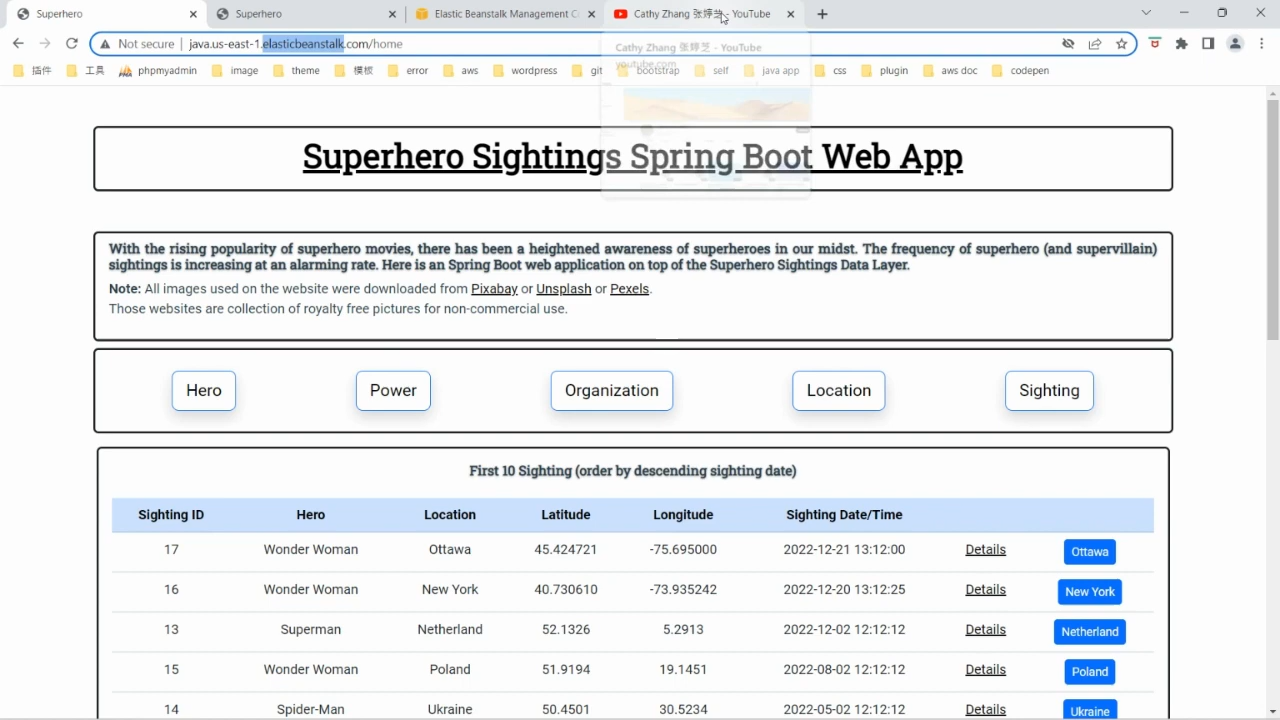 Superhero
Superhero
Elastic Beanstalk Management C
Cathy Zhang 张婷芝 - YouTube
Not secure
java.us-east-1.elasticbeanstalk.com/home
Cathy Zhang 张婷芝 - YouTube
youtube.com
插件
工具
phpmyadmin
image
theme
模板
error
aws
wordpress
git
bootstrap
self
java app
css
plugin
aws doc
codepen
Superhero Sightings Spring Boot Web App
With the rising popularity of superhero movies, there has been a heightened awareness of superheroes in our midst. The frequency of superhero (and supervillain)
sightings is increasing at an alarming rate. Here is an Spring Boot web application on top of the Superhero Sightings Data Layer.
Note: All images used on the website were downloaded from Pixabay or Unsplash or Pexels.
Those websites are collection of royalty free pictures for non-commercial use.
Hero Power Organization Location Sighting
First 10 Sighting (order by descending sighting date)
Sighting ID Hero Location Latitude Longitude Sighting Date/Time
17 Wonder Woman Ottawa 45.424721 -75.695000 2022-12-21 13:12:00 Details Ottawa
16 Wonder Woman New York 40.730610 -73.935242 2022-12-20 13:12:25 Details New York
13 Superman Netherland 52.1326 5.2913 2022-12-02 12:12:12 Details Netherland
15 Wonder Woman Poland 51.9194 19.1451 2022-08-02 12:12:12 Details Poland
14 Spider-Man Ukraine 50.4501 30.5234 2022-05-02 12:12:12 Details Ukraine